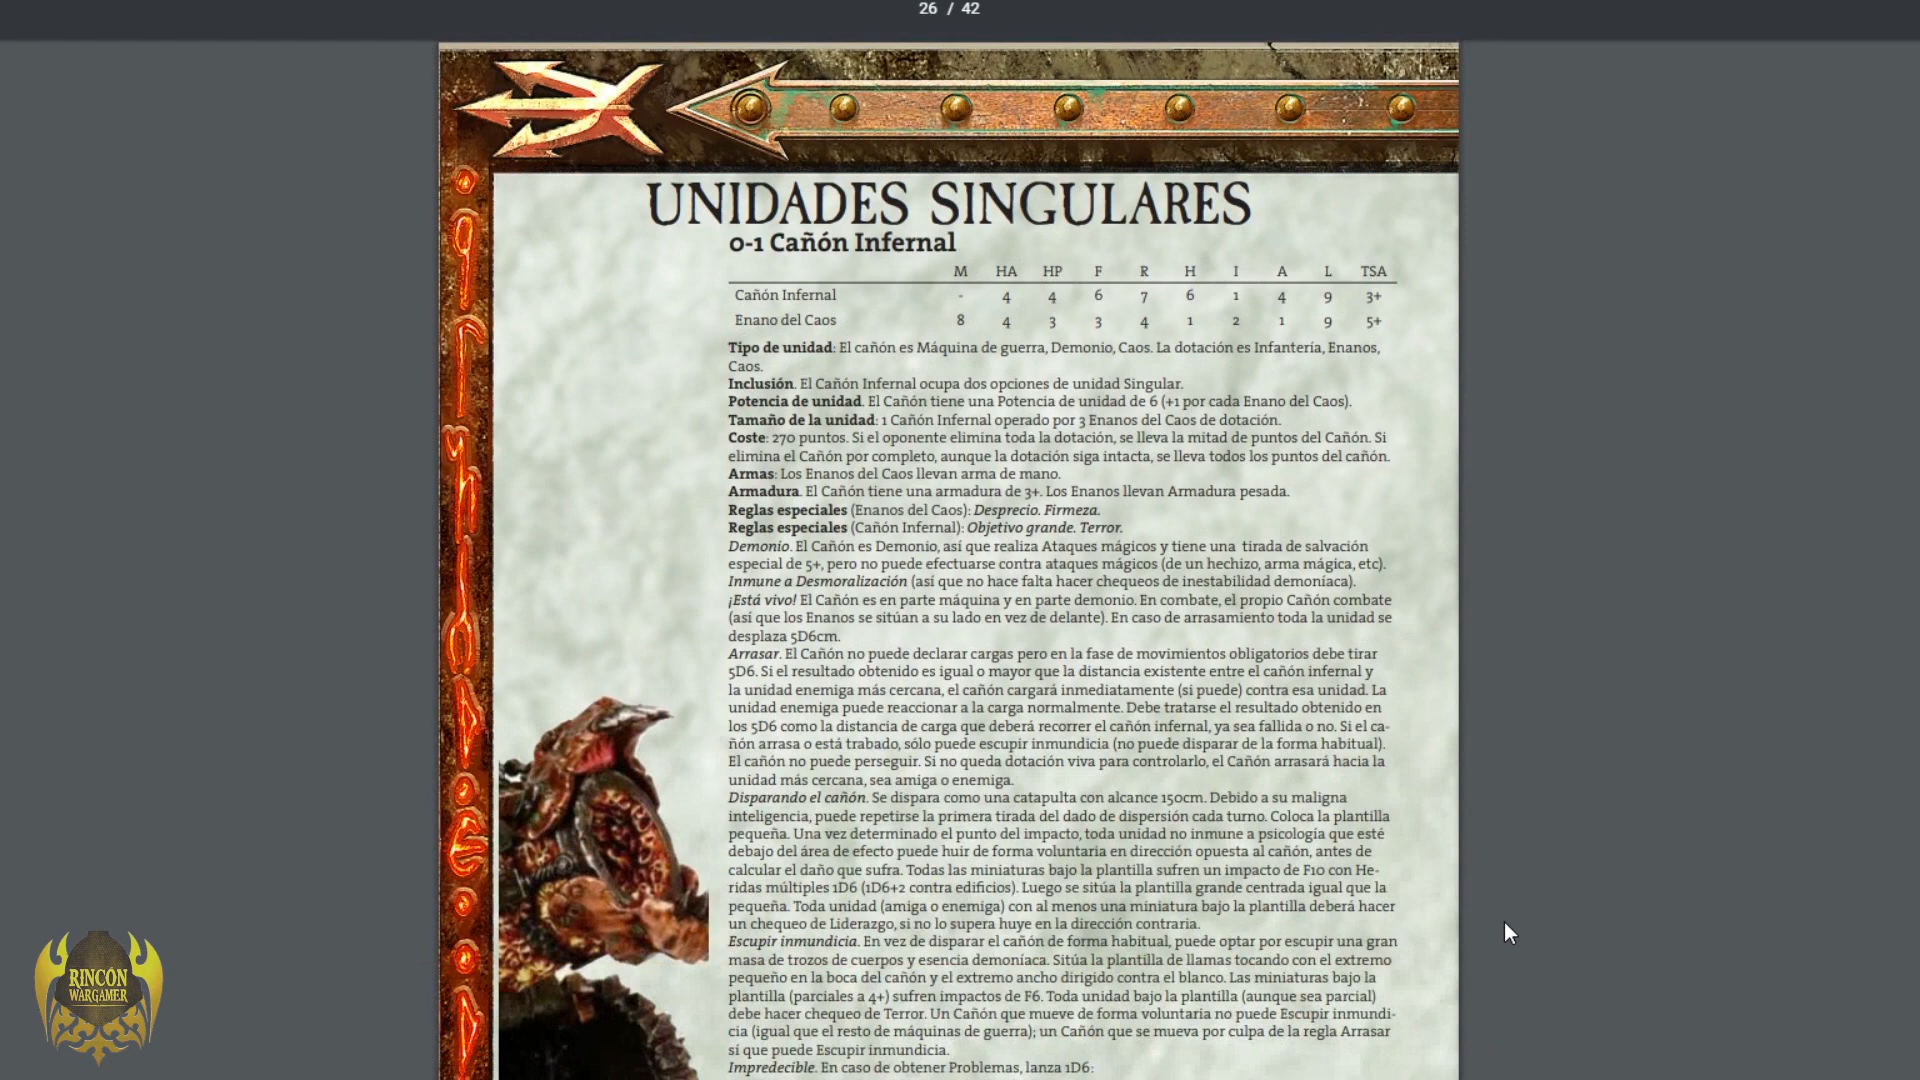 26 / 42
UNIDADES SINGULARES
0-1 Cañón Infernal
M HA HP F R H I A L TSA
Cañón Infernal - 4 4 6 7 6 1 4 9 3+
Enano del Caos 8 4 3 3 4 1 2 1 9 5+
Tipo de unidad: El cañón es Máquina de guerra, Demonio, Caos. La dotación es Infantería, Enanos,
Caos.
Inclusión. El Cañón Infernal ocupa dos opciones de unidad Singular.
Potencia de unidad. El Cañón tiene una Potencia de unidad de 6 (+1 por cada Enano del Caos).
Tamaño de la unidad: 1 Cañón Infernal operado por 3 Enanos del Caos de dotación.
Coste: 270 puntos. Si el oponente elimina toda la dotación, se lleva la mitad de puntos del Cañón. Si
elimina el Cañón por completo, aunque la dotación siga intacta, se lleva todos los puntos del cañón.
Armas: Los Enanos del Caos llevan arma de mano.
Armadura. El Cañón tiene una armadura de 3+. Los Enanos llevan Armadura pesada.
Reglas especiales (Enanos del Caos): Desprecio. Firmeza.
Reglas especiales (Cañón Infernal): Objetivo grande. Terror.
Demonio. El Cañón es Demonio, así que realiza Ataques mágicos y tiene una tirada de salvación
especial de 5+, pero no puede efectuarse contra ataques mágicos (de un hechizo, arma mágica, etc).
Inmune a Desmoralización (así que no hace falta hacer chequeos de inestabilidad demoníaca).
¡Está vivo! El Cañón es en parte máquina y en parte demonio. En combate, el propio Cañón combate
(así que los Enanos se sitúan a su lado en vez de delante). En caso de arrasamiento toda la unidad se
desplaza 5D6cm.
Arrasar. El Cañón no puede declarar cargas pero en la fase de movimientos obligatorios debe tirar
5D6. Si el resultado obtenido es igual o mayor que la distancia existente entre el cañón infernal y
la unidad enemiga más cercana, el cañón cargará inmediatamente (si puede) contra esa unidad. La
unidad enemiga puede reaccionar a la carga normalmente. Debe tratarse el resultado obtenido en
los 5D6 como la distancia de carga que deberá recorrer el cañón infernal, ya sea fallida o no. Si el ca-
ñón arrasa o está trabado, sólo puede escupir inmundicia (no puede disparar de la forma habitual).
El cañón no puede perseguir. Si no queda dotación viva para controlarlo, el Cañón arrasará hacia la
unidad más cercana, sea amiga o enemiga.
Disparando el cañón. Se dispara como una catapulta con alcance 150cm. Debido a su maligna
inteligencia, puede repetirse la primera tirada del dado de dispersión cada turno. Coloca la plantilla
pequeña. Una vez determinado el punto del impacto, toda unidad no inmune a psicología que esté
debajo del área de efecto puede huir de forma voluntaria en dirección opuesta al cañón, antes de
calcular el daño que sufra. Todas las miniaturas bajo la plantilla sufren un impacto de F10 con He-
ridas múltiples 1D6 (1D6+2 contra edificios). Luego se sitúa la plantilla grande centrada igual que la
pequeña. Toda unidad (amiga o enemiga) con al menos una miniatura bajo la plantilla deberá hacer
un chequeo de Liderazgo, si no lo supera huye en la dirección contraria.
Escupir inmundicia. En vez de disparar el cañón de forma habitual, puede optar por escupir una gran
masa de trozos de cuerpos y esencia demoníaca. Sitúa la plantilla de llamas tocando con el extremo
pequeño en la boca del cañón y el extremo ancho dirigido contra el blanco. Las miniaturas bajo la
plantilla (parciales a 4+) sufren impactos de F6. Toda unidad bajo la plantilla (aunque sea parcial)
debe hacer chequeo de Terror. Un Cañón que mueve de forma voluntaria no puede Escupir inmundi-
cia (igual que el resto de máquinas de guerra); un Cañón que se mueva por culpa de la regla Arrasar
sí que puede Escupir inmundicia.
Impredecible. En caso de obtener Problemas, lanza 1D6:
RINCÓN
WARGAMER